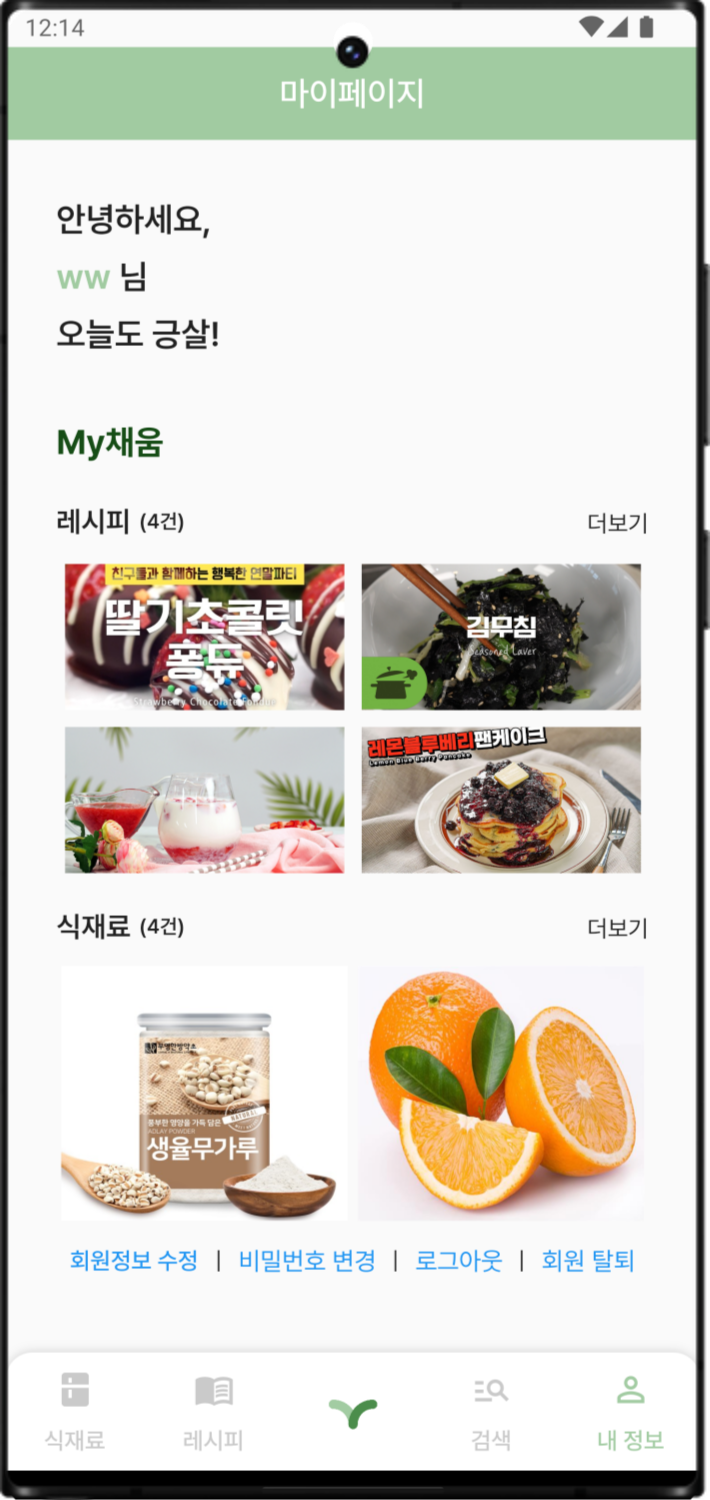 12:14
마이페이지
안녕하세요,
ww 님
오늘도 긍살!
My채움
레시피 (4건)
더보기
친구들과 함께하는 행복한 연말파티
딸기초콜릿
퐁듀
Strawberry Chocolate Fondue
김무침
Seasoned Laver
레몬블루베리팬케이크
Lemon Blue Berry Pancake
식재료 (4건)
더보기
풍부한 영양을 가득 담은
ADLAY POWDER
NATURAL
생율무가루
회원정보 수정 | 비밀번호 변경 | 로그아웃 | 회원 탈퇴
식재료
레시피
검색
내 정보